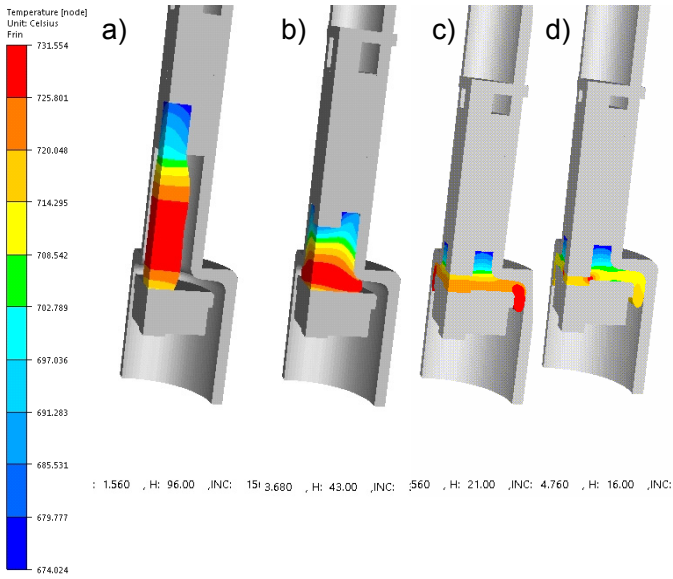 Temperature [node]
Unit: Celsius
Frin
731.554
725.801
720.048
714.295
708.542
702.789
697.036
691.283
685.531
679.777
674.024
a)
b)
c)
d)
: 1.560 , H: 96.00 ,INC: 15
3.680 , H: 43.00 ,INC:
560 , H: 21.00 ,INC:
4.760 , H: 16.00 ,INC: